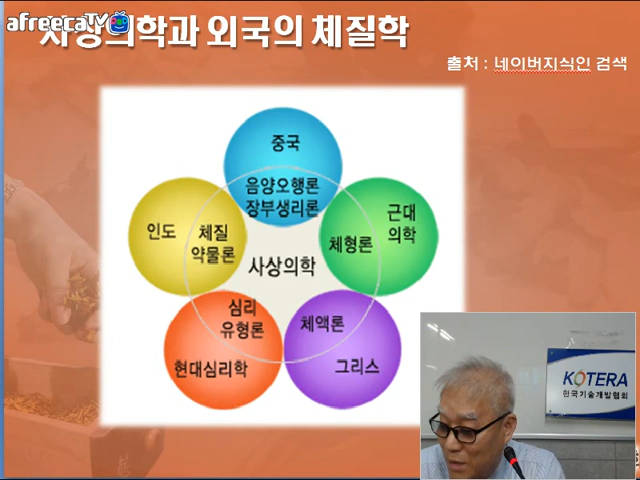 afreecaTV
사상의학과 외국의 체질학
출처 : 네이버지식인 검색
중국
음양오행론
장부생리론
인도
체질
약물론
근대
의학
체형론
사상의학
심리
유형론
현대심리학
체액론
그리스
KOTERA
한국기술개발협회